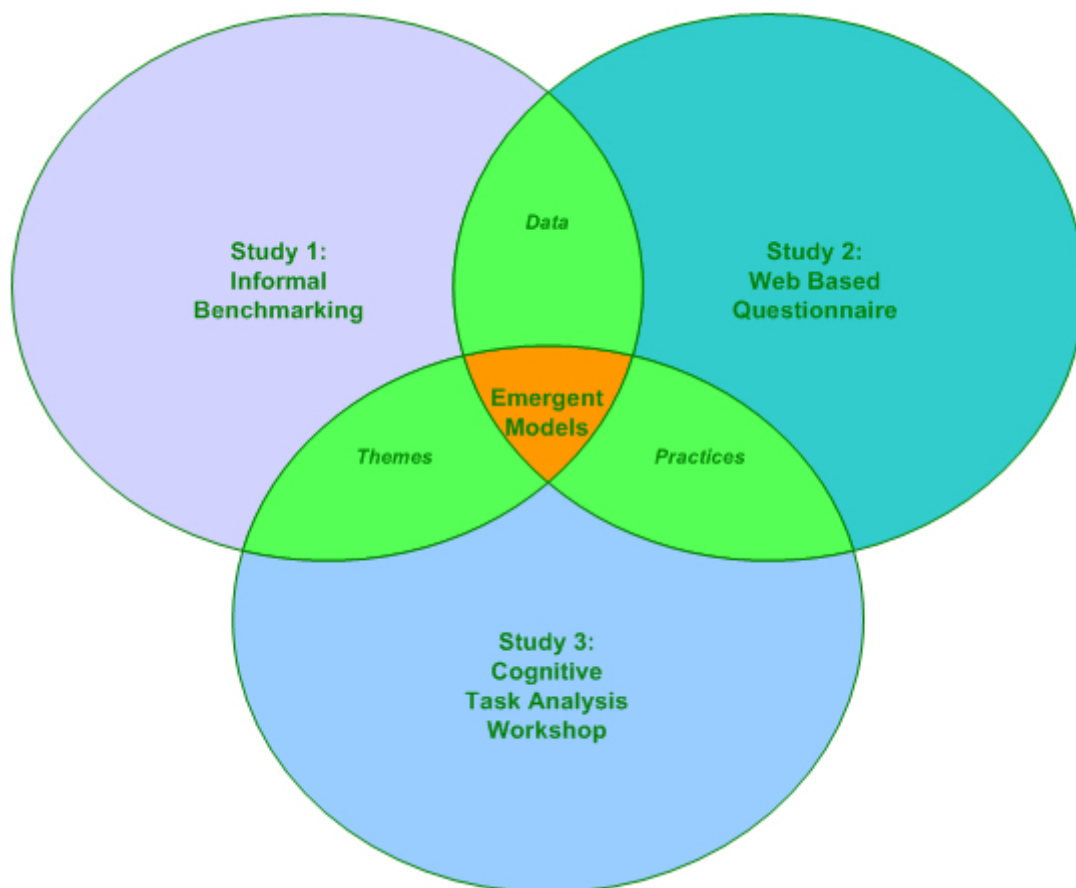 Data
Study 1:
Informal
Benchmarking
Study 2:
Web Based
Questionnaire
Emergent
Models
Themes
Practices
Study 3:
Cognitive
Task Analysis
Workshop